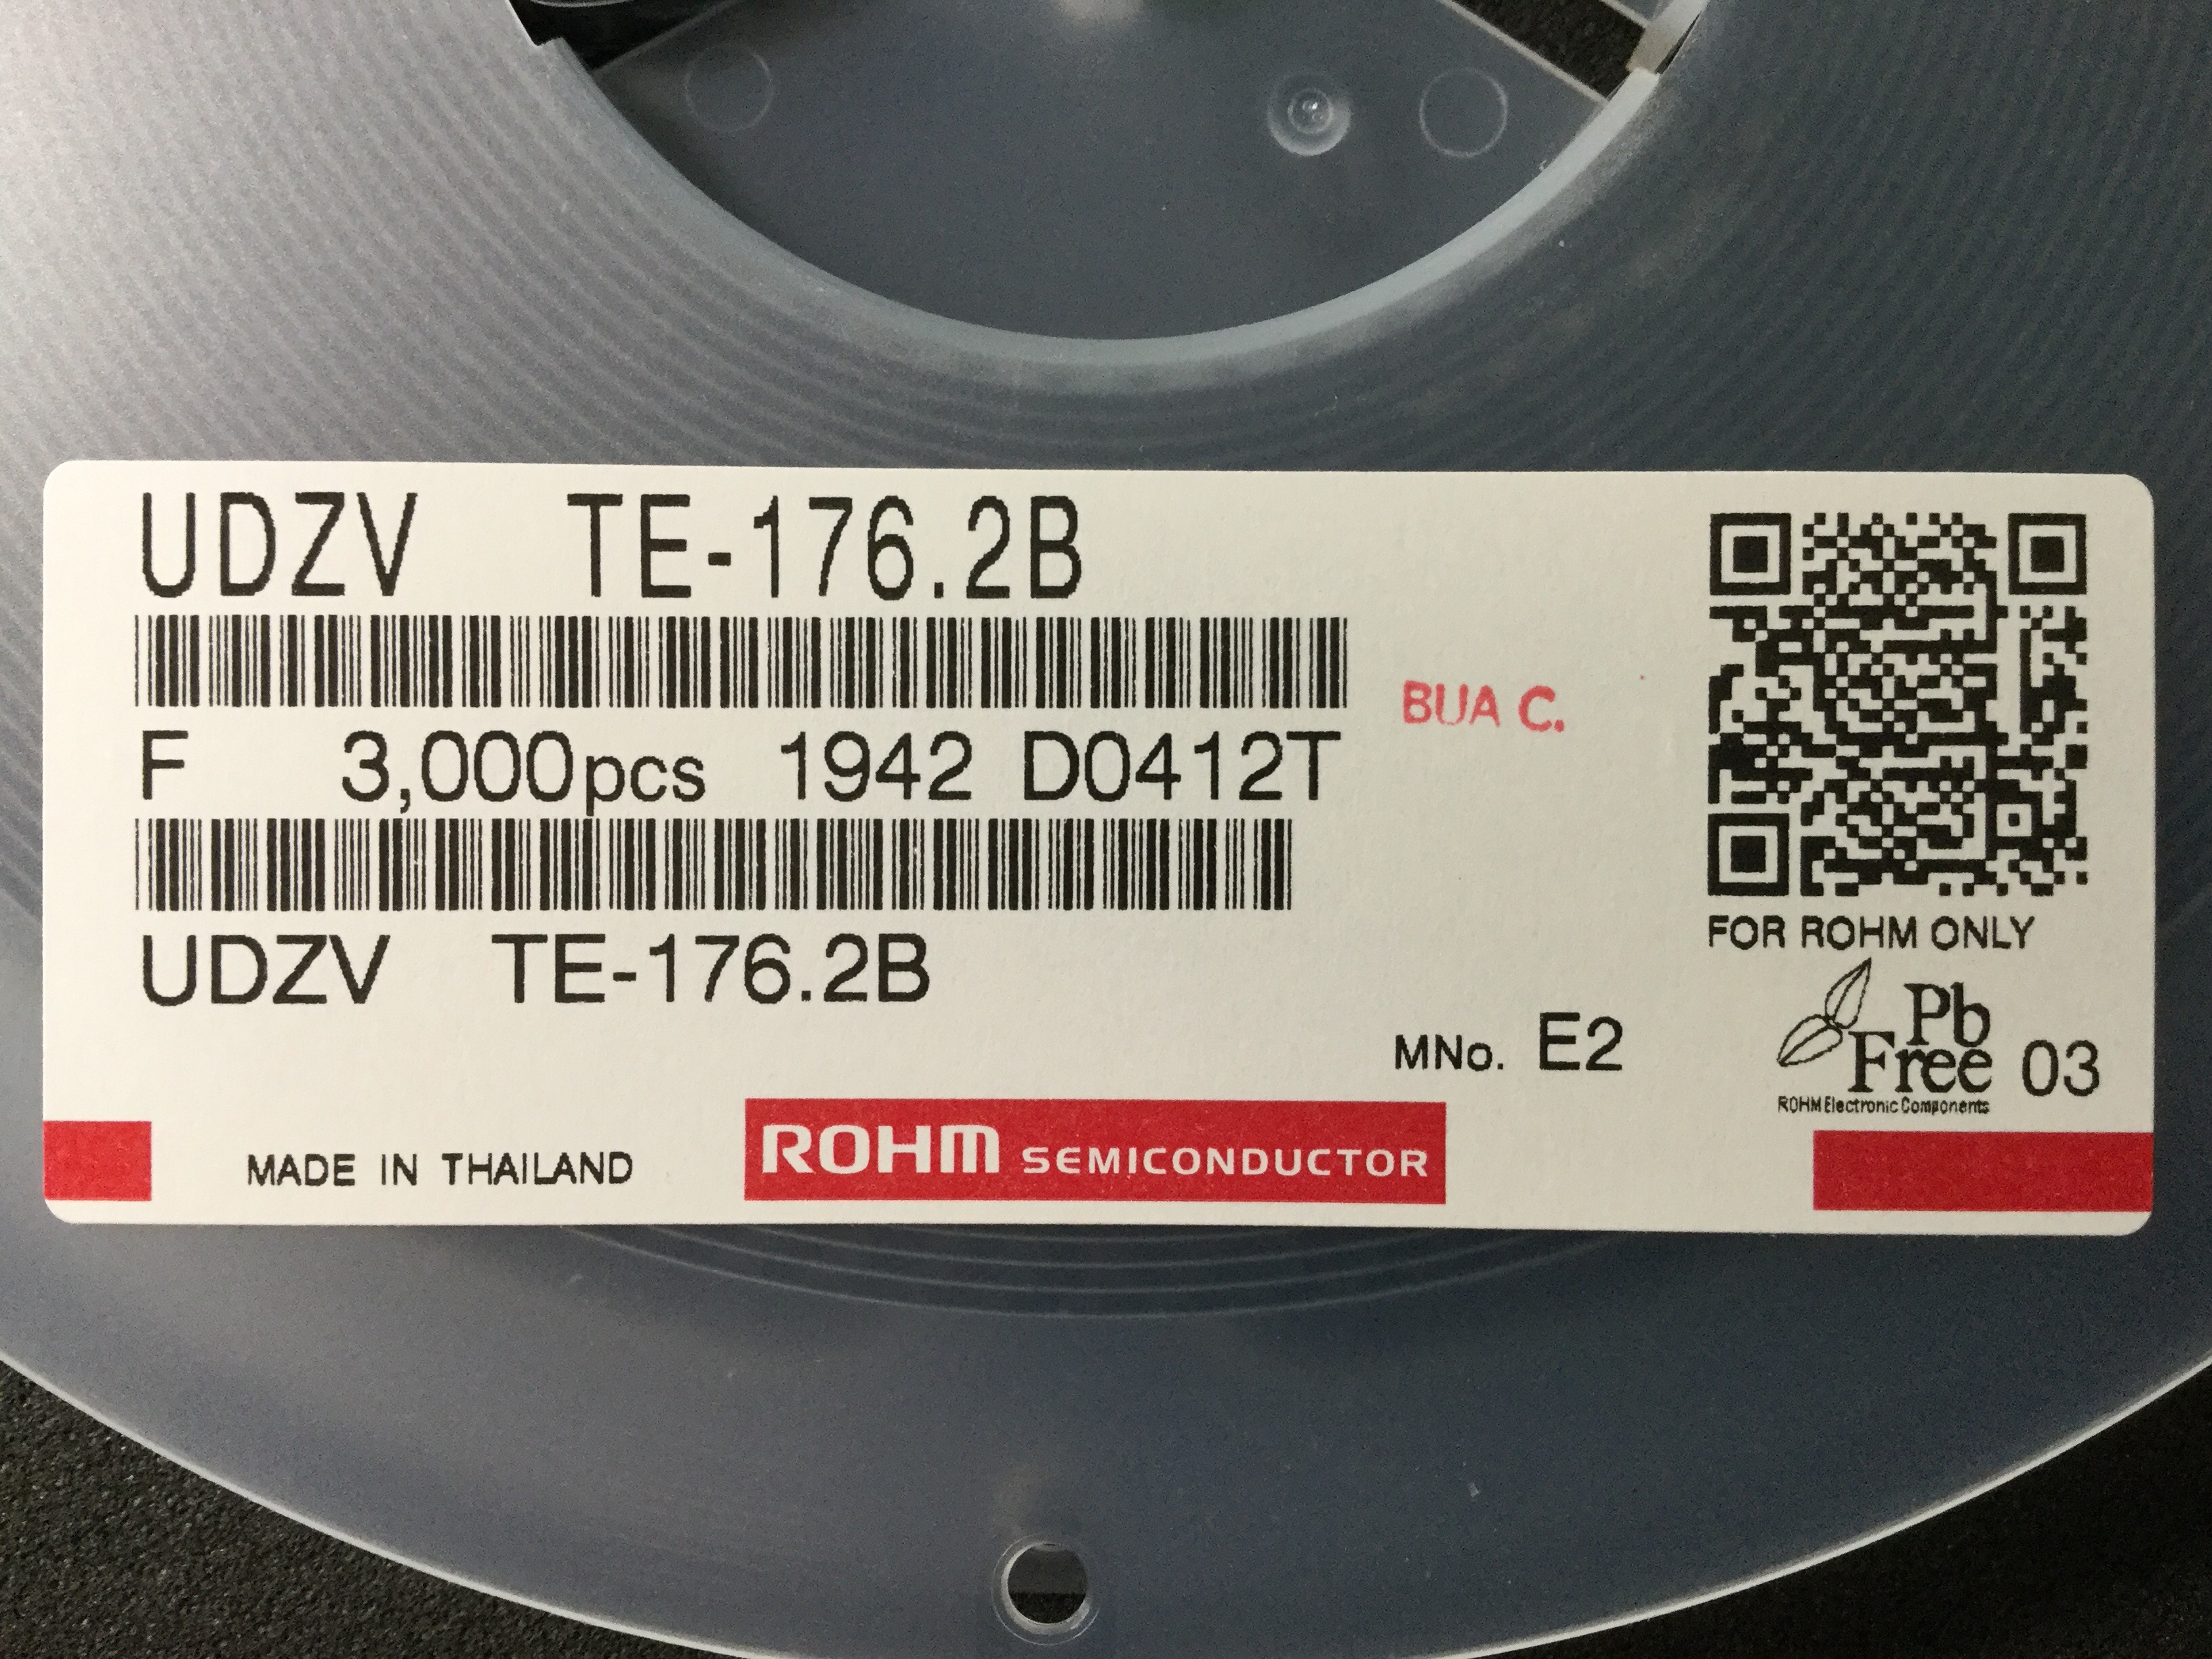 UDZV TE-176.2B
BUA C.
F 3,000pcs 1942 D0412T
UDZV TE-176.2B
FOR ROHM ONLY
MNo. E2
Pb
Free 03
ROHM Electronic Components
MADE IN THAILAND
ROHM SEMICONDUCTOR